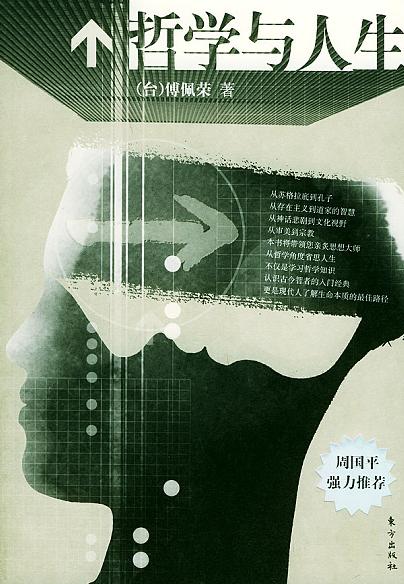 哲学与人生
(台)傅佩荣 著
从苏格拉底到孔子
从存在主义到道家的智慧
从神话悲剧到文化视野
从审美到宗教
本书将带领您亲炙思想大师
从哲学角度省思人生
不仅是学习哲学知识
认识古今哲者的入门经典
更是现代人了解生命本质的最佳路径
周国平
强力推荐
东方出版社